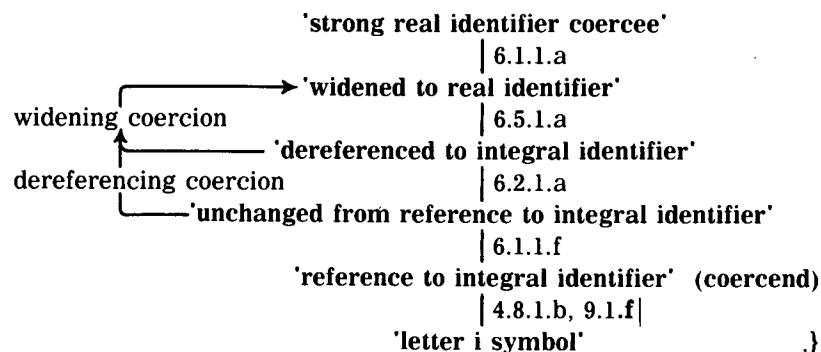 'strong real identifier coercee'
6.1.1.a
'widened to real identifier'
widening coercion
6.5.1.a
'dereferenced to integral identifier'
dereferencing coercion
6.2.1.a
'unchanged from reference to integral identifier'
6.1.1.f
'reference to integral identifier' (coercend)
4.8.1.b, 9.1.f
'letter i symbol' .}